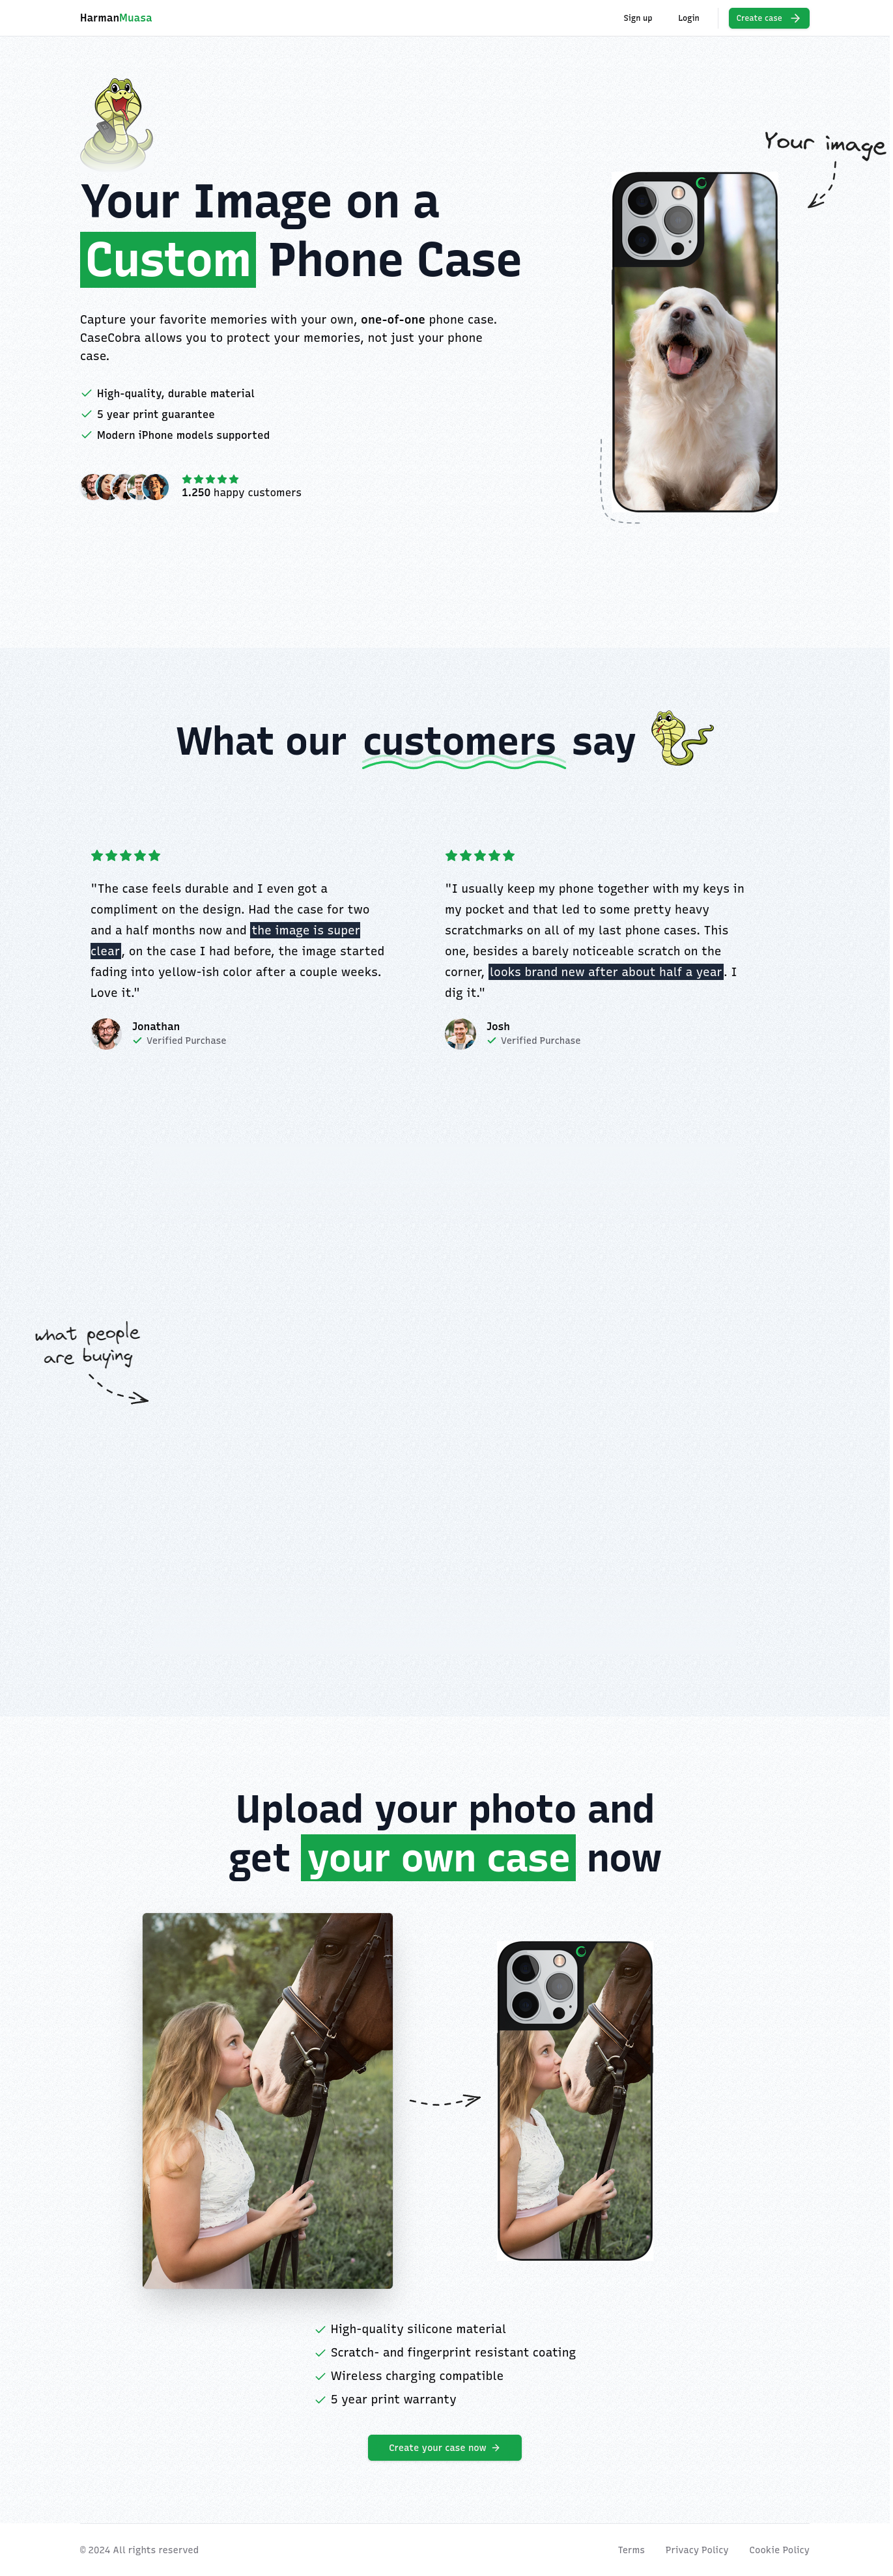 HarmanMuasa
Sign up
Login
Create case
Your image
Your Image on a
Custom Phone Case
Capture your favorite memories with your own, one-of-one phone case.
CaseCobra allows you to protect your memories, not just your phone
case.
High-quality, durable material
5 year print guarantee
Modern iPhone models supported
1.250 happy customers
What our customers say
"The case feels durable and I even got a
compliment on the design. Had the case for two
and a half months now and the image is super
clear, on the case I had before, the image started
fading into yellow-ish color after a couple weeks.
Love it."
Jonathan
Verified Purchase
"I usually keep my phone together with my keys in
my pocket and that led to some pretty heavy
scratchmarks on all of my last phone cases. This
one, besides a barely noticeable scratch on the
corner, looks brand new after about half a year. I
dig it."
Josh
Verified Purchase
what people
are buying
Upload your photo and
get your own case now
High-quality silicone material
Scratch- and fingerprint resistant coating
Wireless charging compatible
5 year print warranty
Create your case now
© 2024 All rights reserved
Terms
Privacy Policy
Cookie Policy